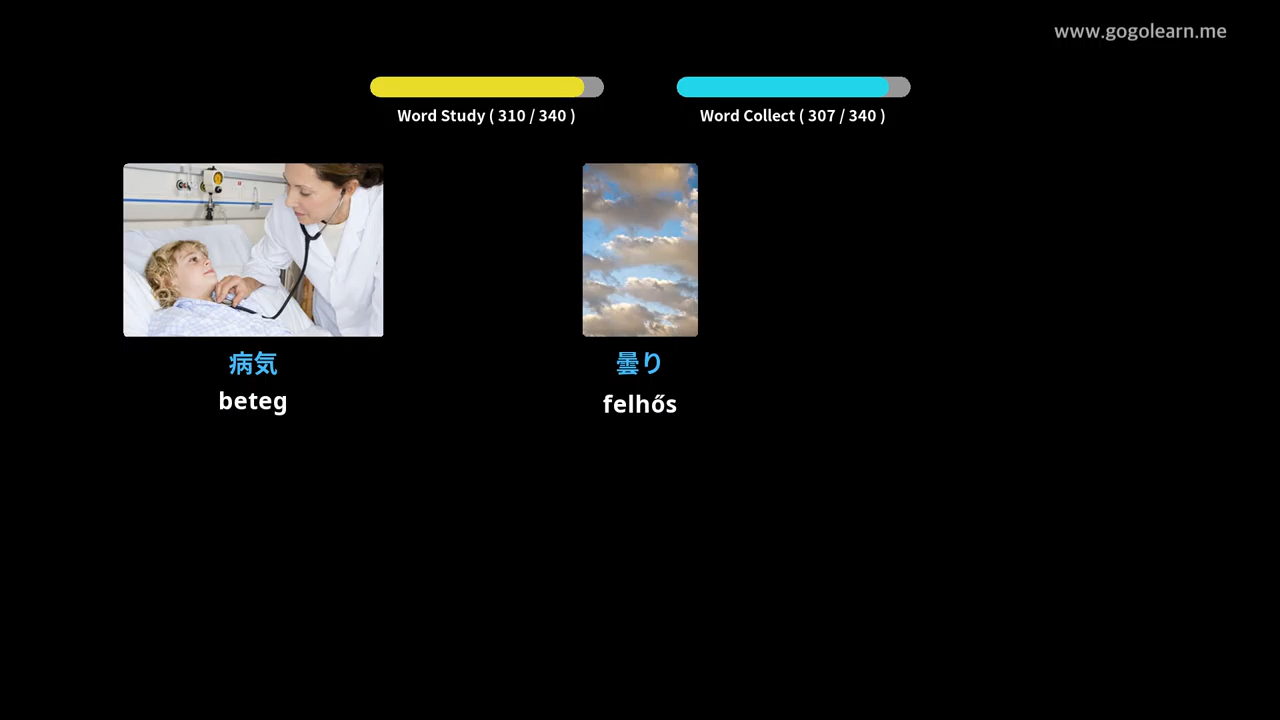 www.gogolearn.me
Word Study ( 310 / 340 )
Word Collect ( 307 / 340 )
病気
beteg
曇り
felhős